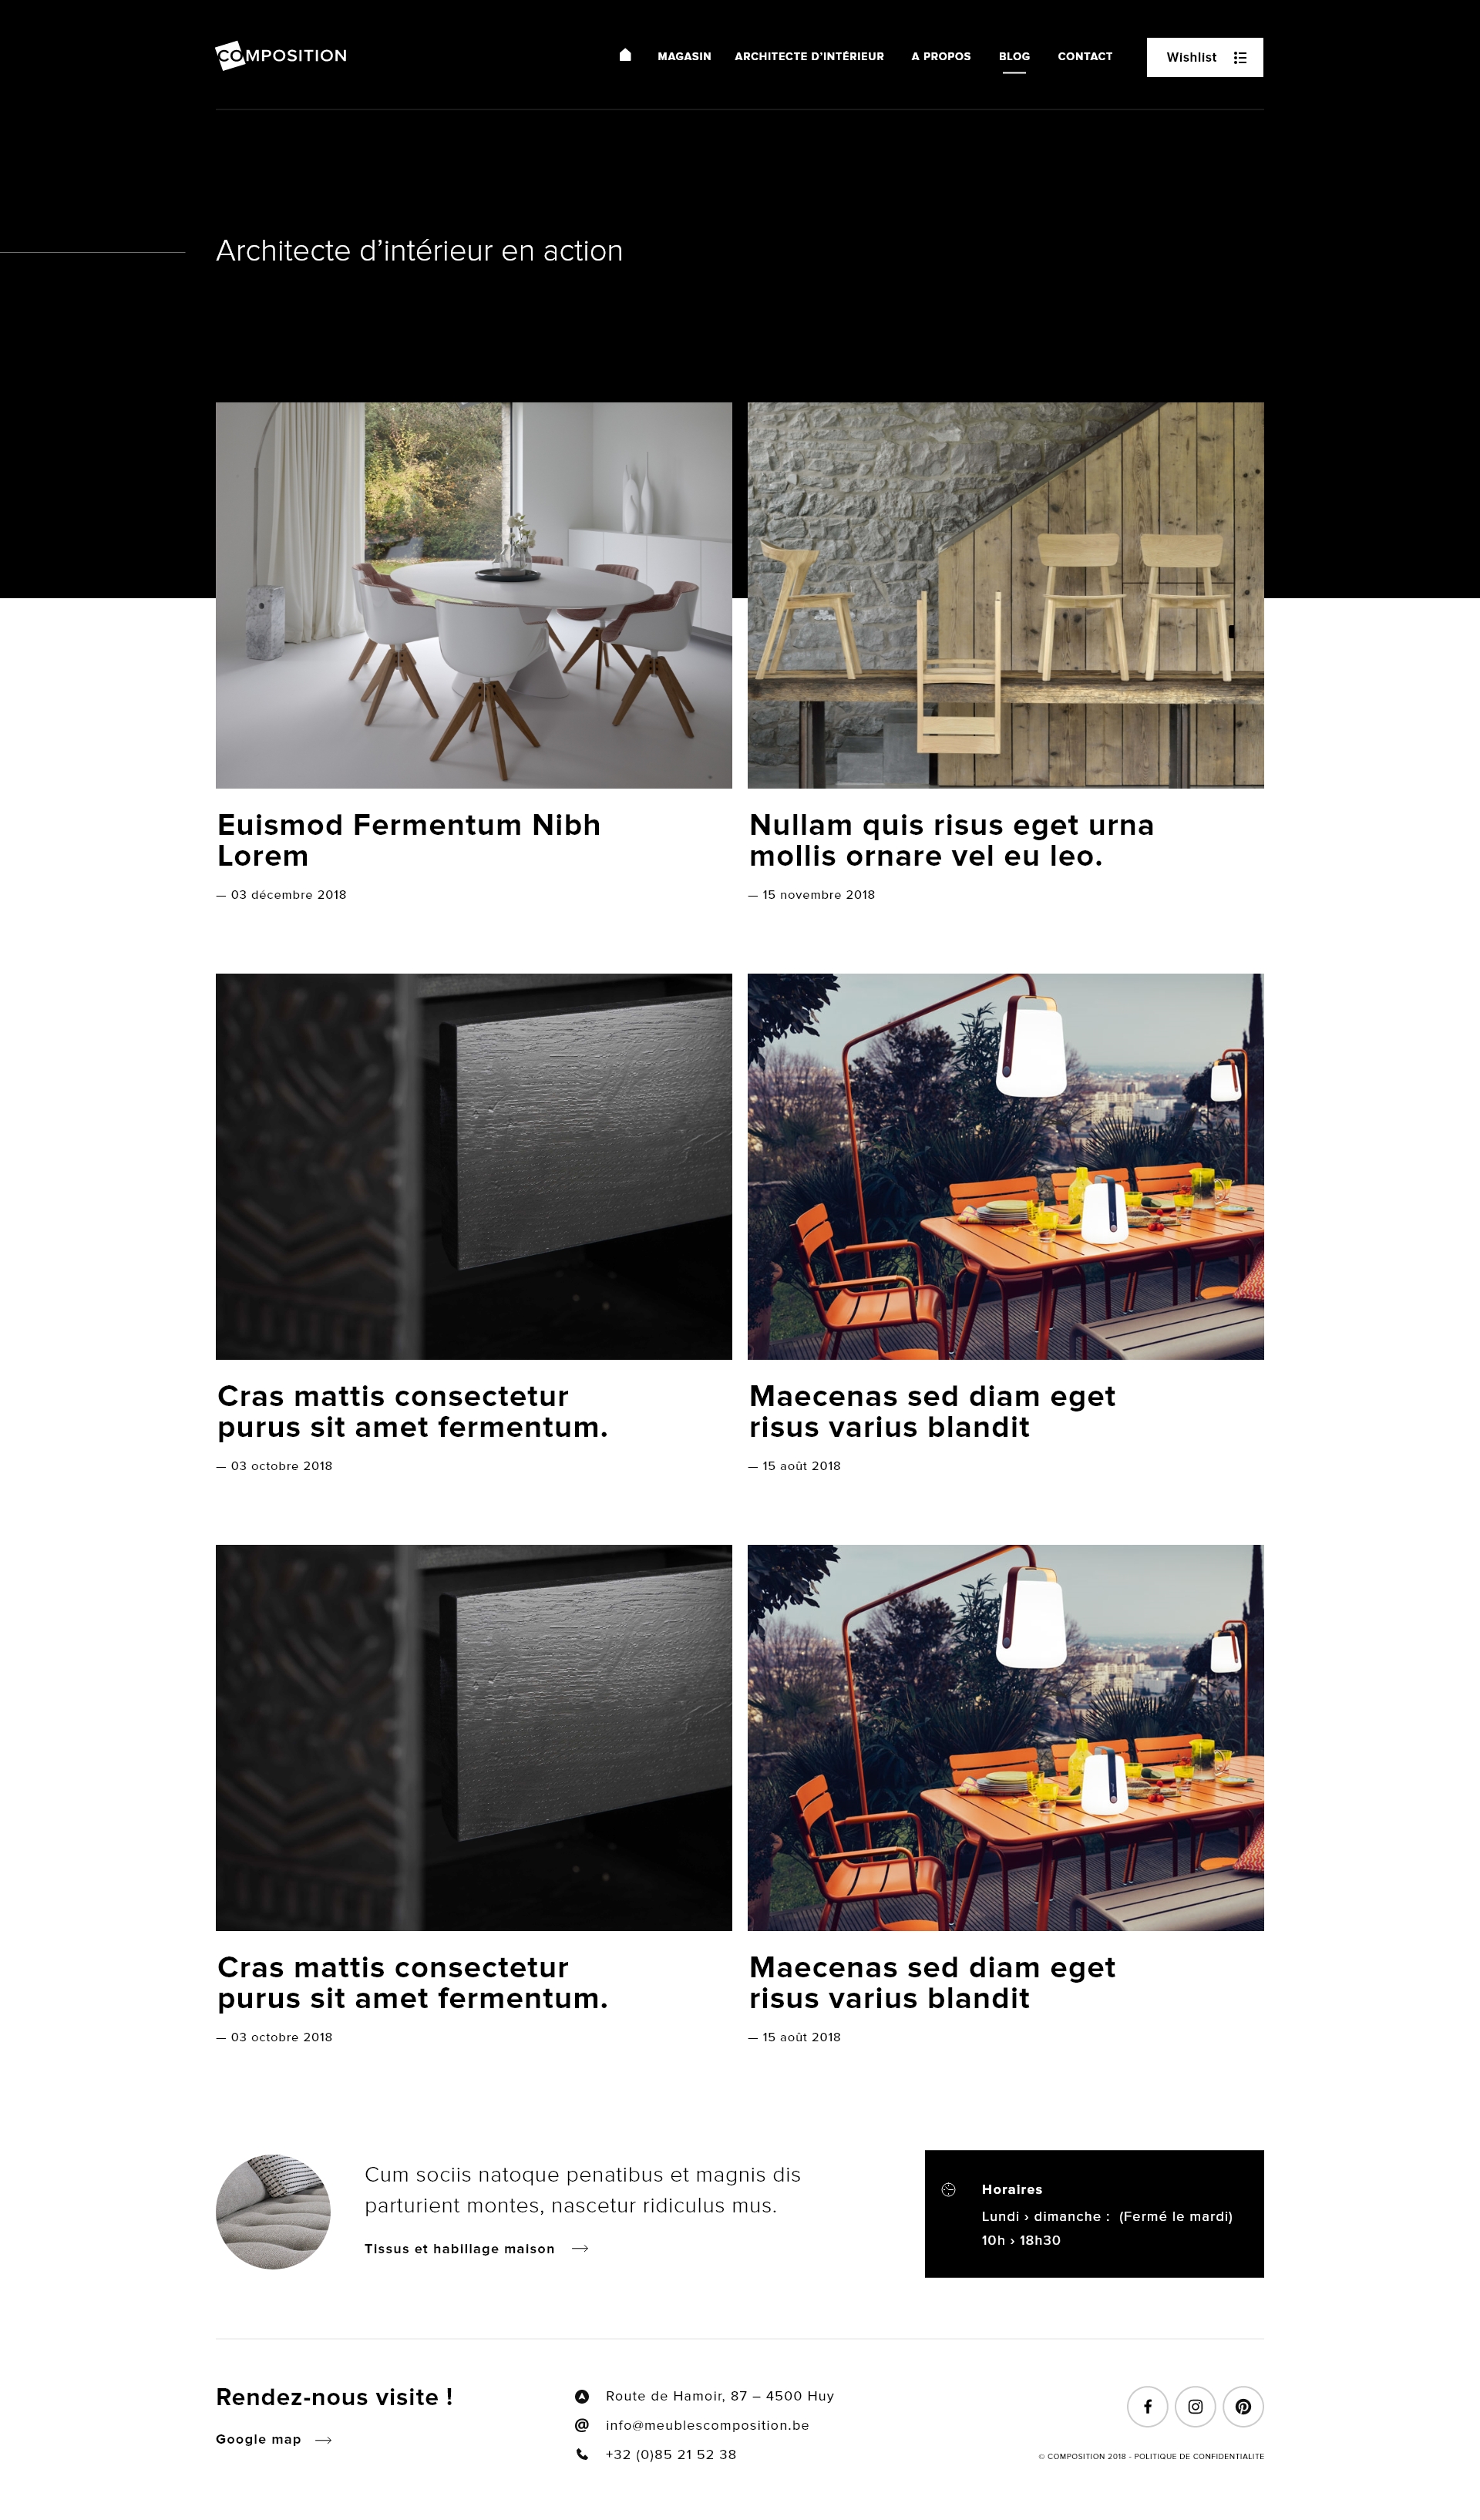 COMPOSITION
MAGASIN ARCHITECTE D’INTÉRIEUR A PROPOS BLOG CONTACT Wishlist
Architecte d’intérieur en action
Euismod Fermentum Nibh
Lorem
— 03 décembre 2018
Nullam quis risus eget urna
mollis ornare vel eu leo.
— 15 novembre 2018
Cras mattis consectetur
purus sit amet fermentum.
— 03 octobre 2018
Maecenas sed diam eget
risus varius blandit
— 15 août 2018
Cras mattis consectetur
purus sit amet fermentum.
— 03 octobre 2018
Maecenas sed diam eget
risus varius blandit
— 15 août 2018
Cum sociis natoque penatibus et magnis dis
parturient montes, nascetur ridiculus mus.
Tissus et habillage maison
Horaires
Lundi › dimanche : (Fermé le mardi)
10h › 18h30
Rendez-nous visite !
Google map
Route de Hamoir, 87 – 4500 Huy
info@meublescomposition.be
+32 (0)85 21 52 38
© COMPOSITION 2018 - POLITIQUE DE CONFIDENTIALITE